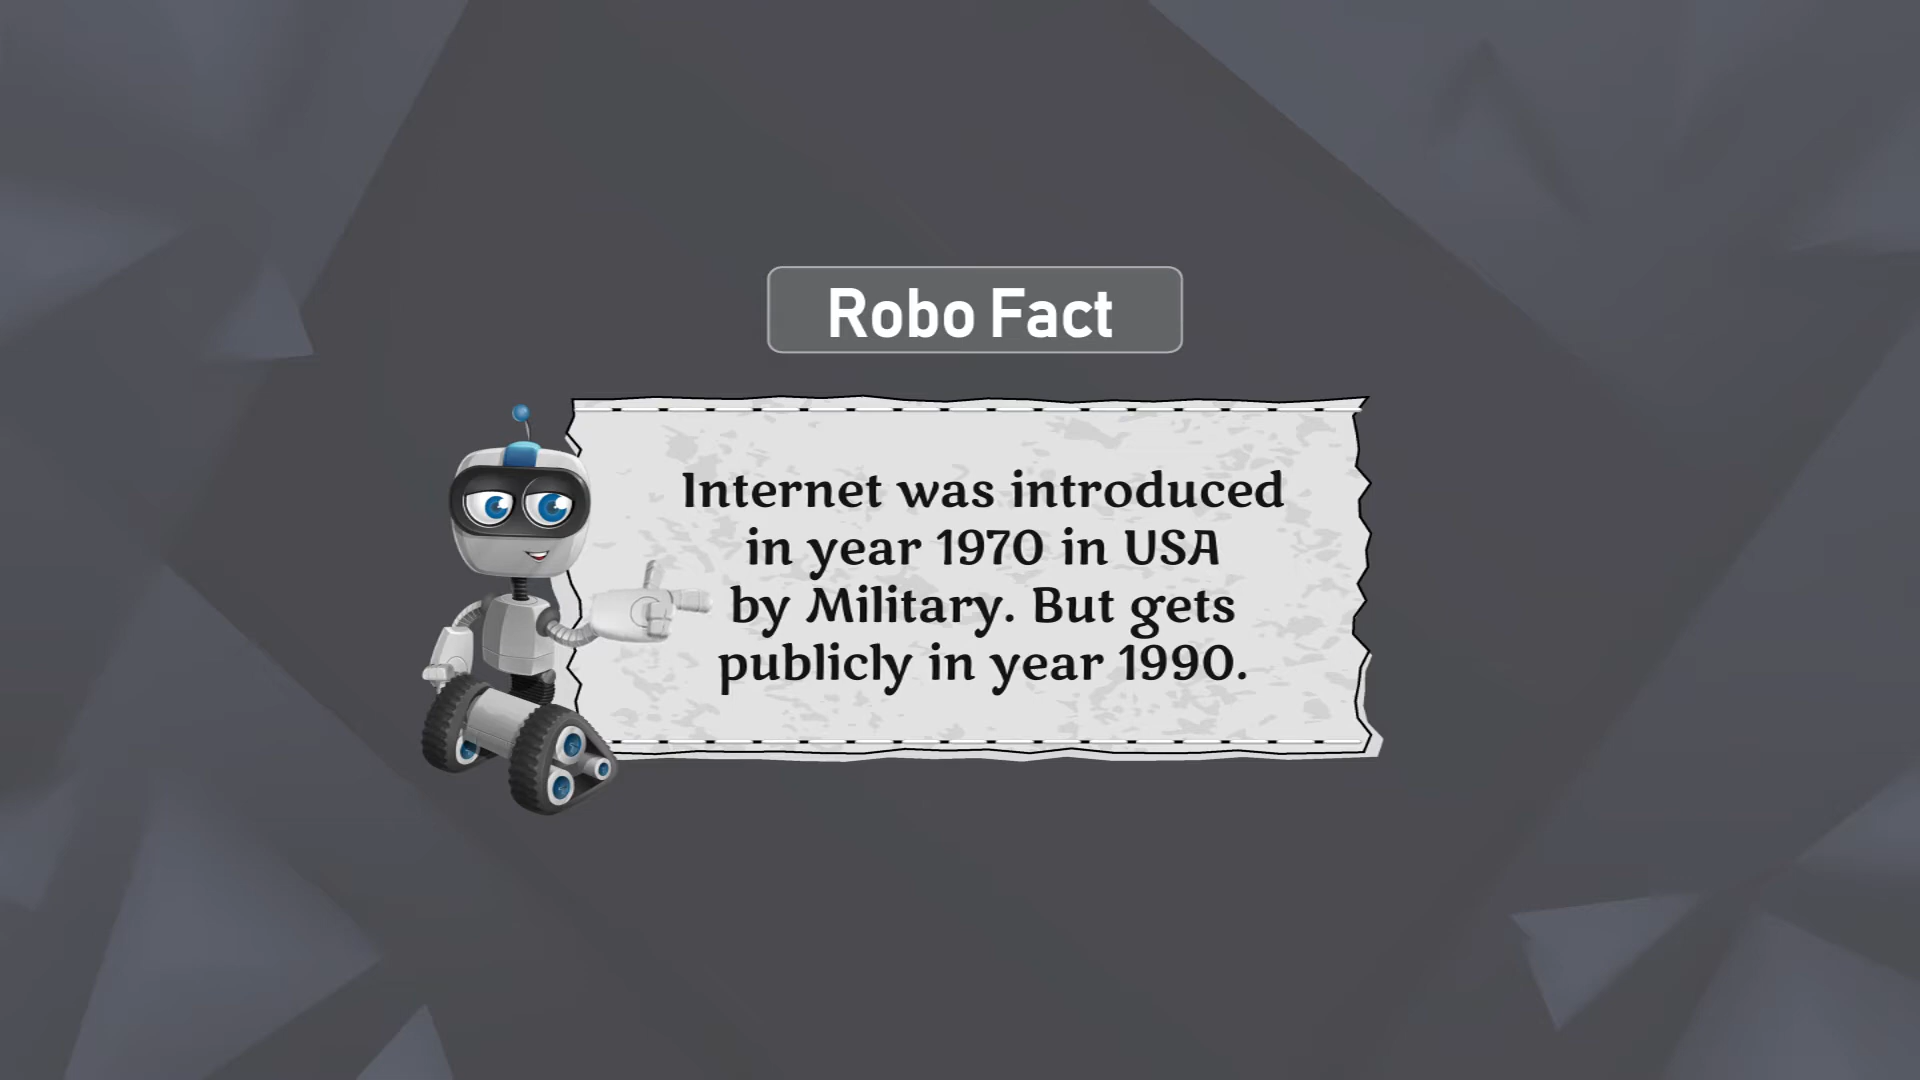 Robo Fact
Internet was introduced
in year 1970 in USA
by Military. But gets
publicly in year 1990.